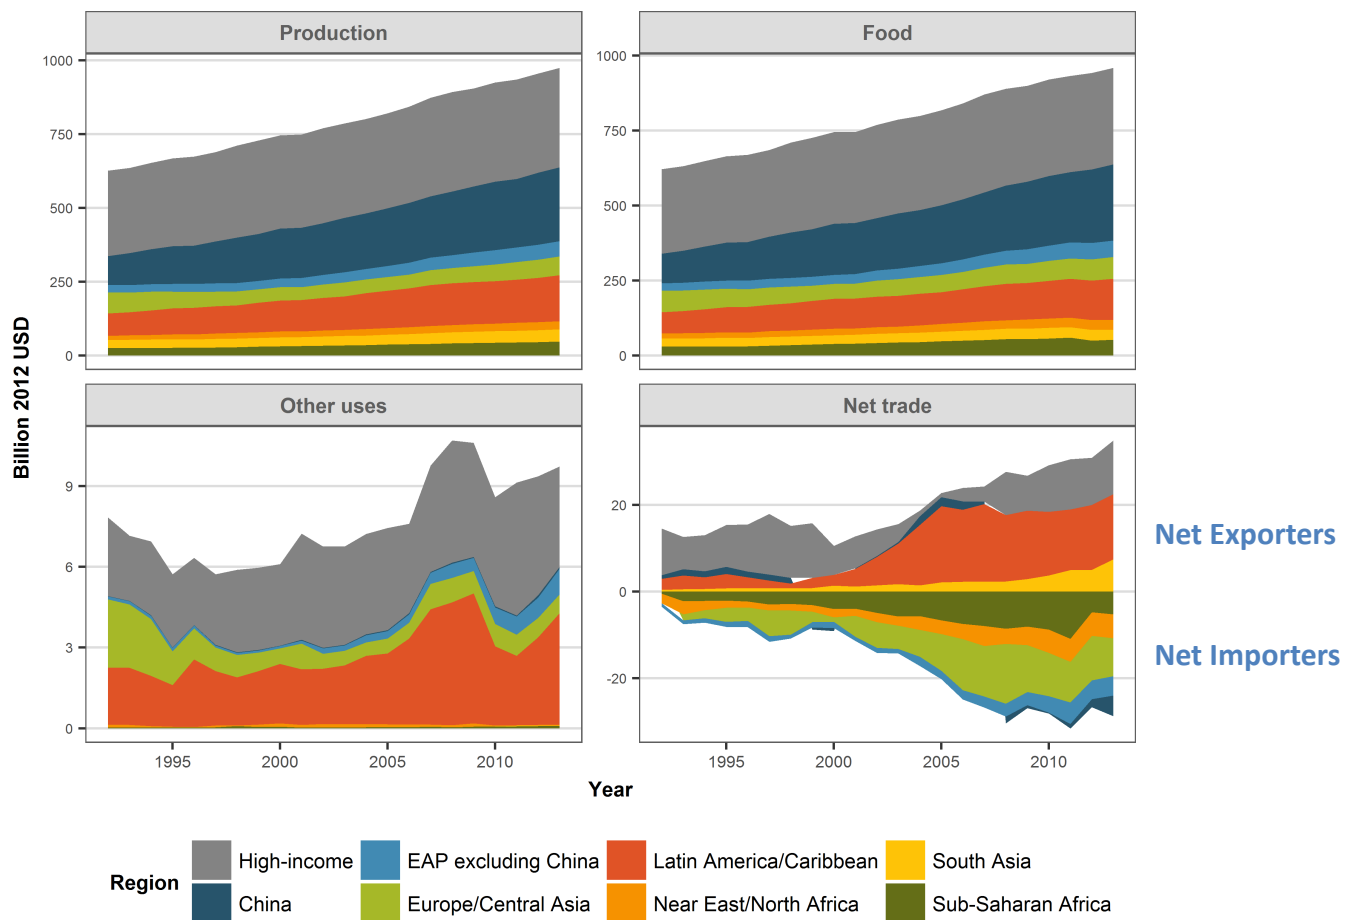 Production
Food
1000
750
500
250
0
1000
750
500
250
0
Billion 2012 USD
Other uses
Net trade
9
6
3
0
20
0
-20
Net Exporters
Net Importers
1995
2000
2005
2010
1995
2000
2005
2010
Year
Region
High-income
EAP excluding China
Latin America/Caribbean
South Asia
China
Europe/Central Asia
Near East/North Africa
Sub-Saharan Africa